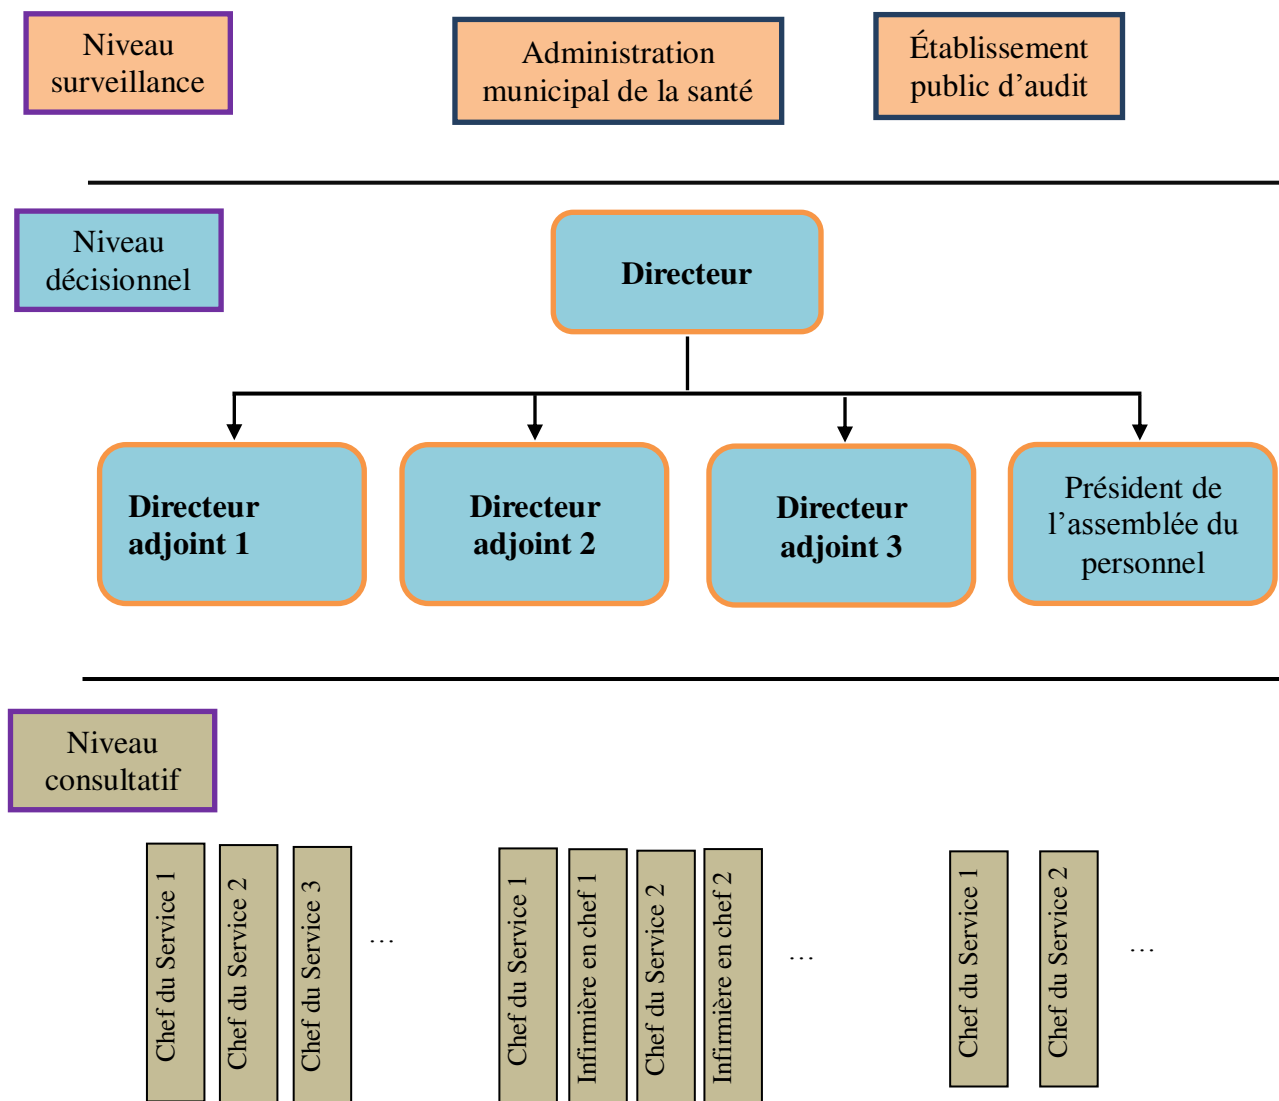 Niveau
surveillance
Administration
municipal de la santé
Établissement
public d’audit
Niveau
décisionnel
Directeur
Directeur
adjoint 1
Directeur
adjoint 2
Directeur
adjoint 3
Président de
l’assemblée du
personnel
Niveau
consultatif
Chef du Service 1
Chef du Service 2
Chef du Service 3
…
Chef du Service 1
Infirmière en chef 1
Chef du Service 2
Infirmière en chef 2
…
Chef du Service 1
Chef du Service 2
…